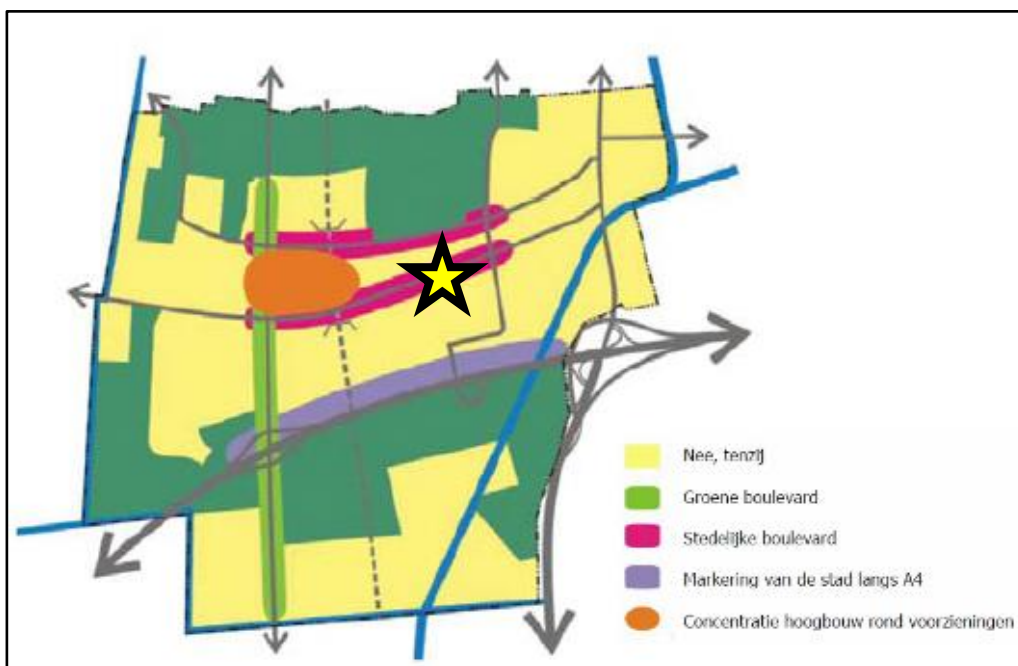 Nee, tenzij
Groene boulevard
Stedelijke boulevard
Markering van de stad langs A4
Concentratie hoogbouw rond voorzieningen